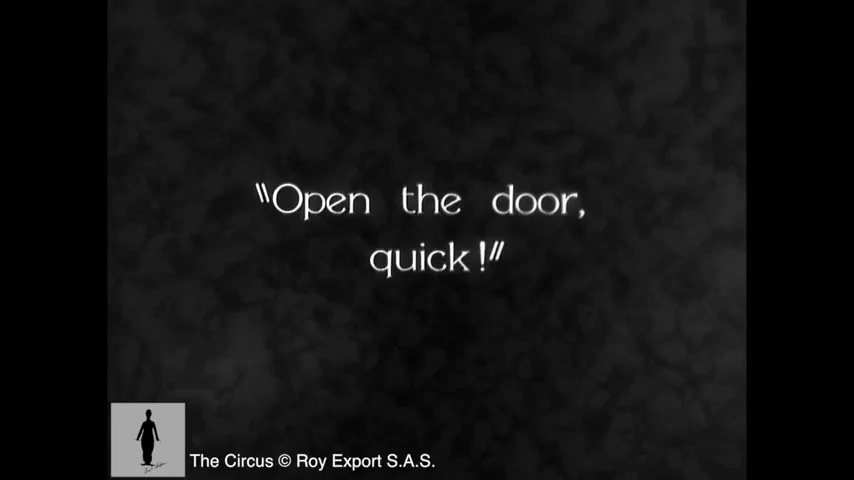 "Open the door,
quick!"
The Circus © Roy Export S.A.S.